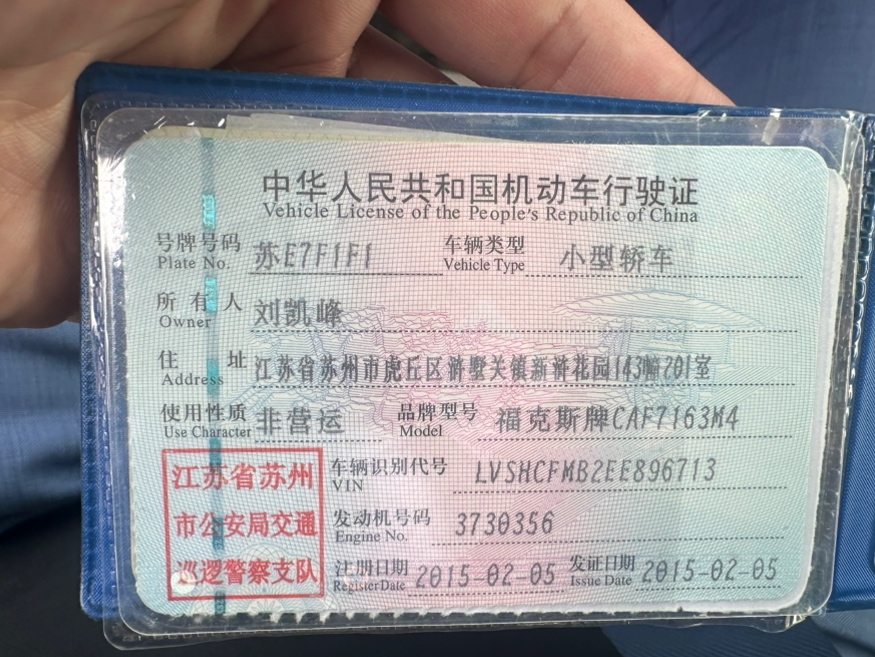 中华人民共和国机动车行驶证
Vehicle License of the People's Republic of China
号牌号码 苏E7F1F1 车辆类型 小型轿车
Plate No. Vehicle Type
所有人 刘凯峰
Owner
住址 江苏省苏州市虎丘区浒墅关镇新浒花园143幢201室
Address
使用性质 非营运 品牌型号 福克斯牌CAF7163M4
Use Character Model
江苏省苏州
市公安局交通
巡逻警察支队
车辆识别代号 LVSHCFMB2EE896713
VIN
发动机号码 3730356
Engine No.
注册日期 2015-02-05 发证日期 2015-02-05
Register Date Issue Date